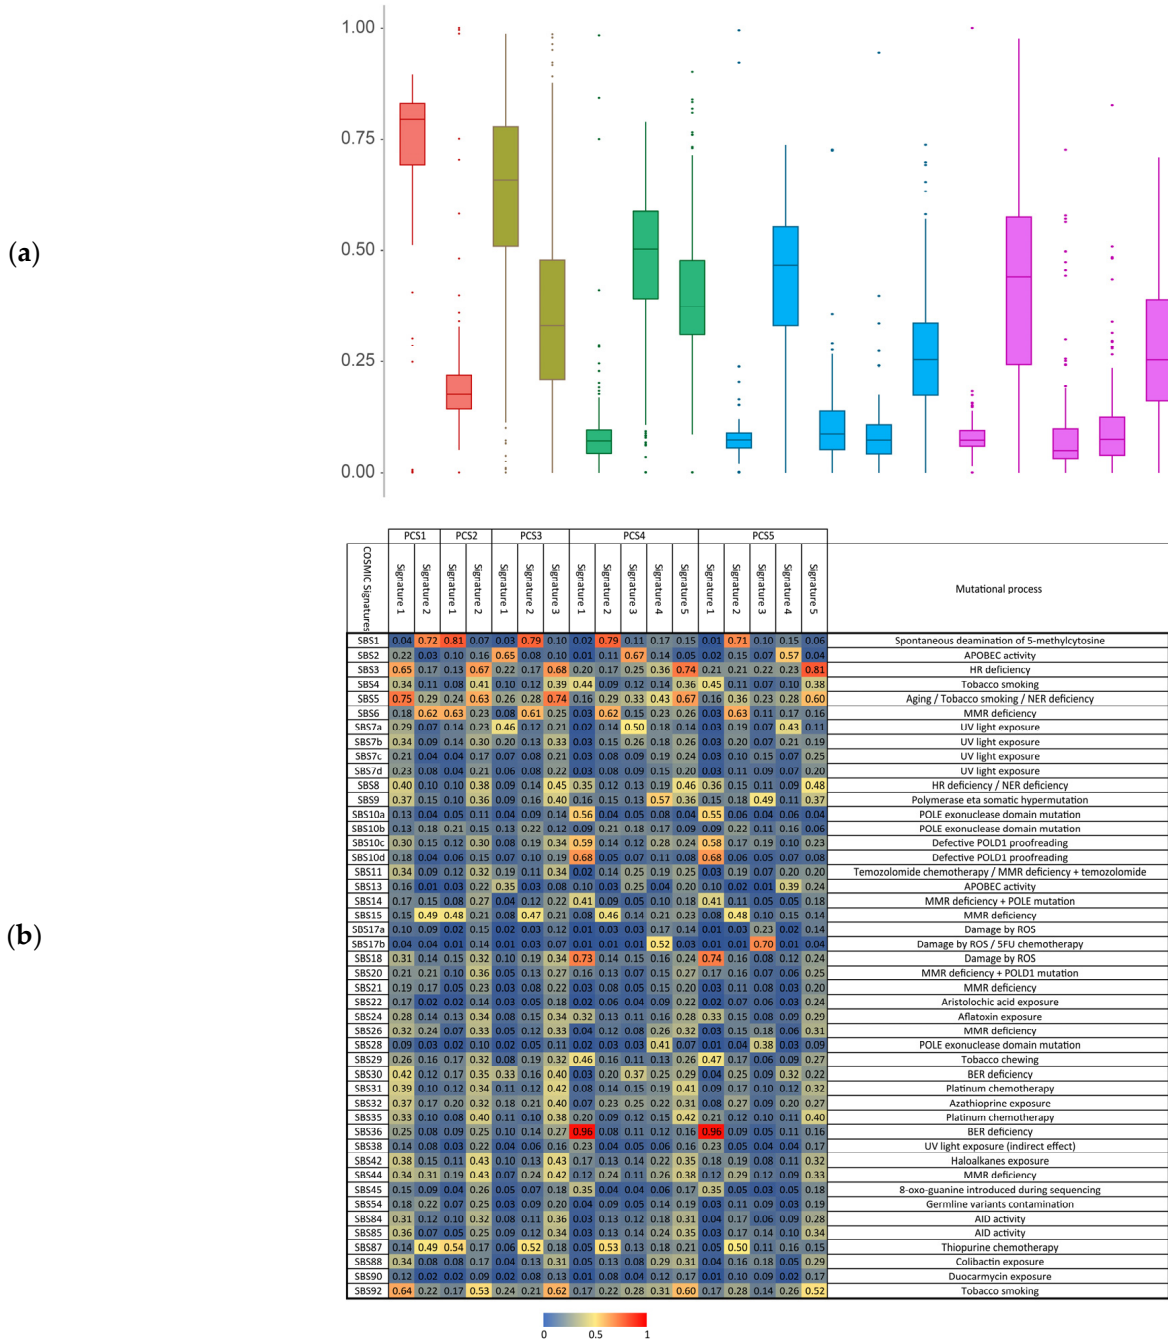 1.00
0.75
(a)
0.50
0.25
0.00
PCS1 PCS2 PCS3 PCS4 PCS5
COSMIC Signatures Signature 1 Signature 2 Signature 1 Signature 2 Signature 1 Signature 2 Signature 3 Signature 1 Signature 2 Signature 3 Signature 4 Signature 5 Signature 1 Signature 2 Signature 3 Signature 4 Signature 5 Mutational process
SBS1 0.04 0.72 0.81 0.07 0.03 0.79 0.10 0.02 0.79 0.11 0.17 0.15 0.01 0.71 0.10 0.15 0.06 Spontaneous deamination of 5-methylcytosine
SBS2 0.22 0.03 0.10 0.16 0.65 0.08 0.10 0.01 0.11 0.67 0.13 0.04 0.02 0.15 0.07 0.57 0.04 APOBEC activity
SBS3 0.65 0.17 0.13 0.67 0.22 0.17 0.68 0.20 0.17 0.24 0.36 0.74 0.21 0.21 0.22 0.23 0.81 HR deficiency
SBS4 0.34 0.11 0.08 0.41 0.10 0.12 0.39 0.44 0.09 0.12 0.14 0.36 0.45 0.11 0.07 0.10 0.38 Tobacco smoking
SBS5 0.75 0.29 0.24 0.63 0.26 0.28 0.74 0.16 0.29 0.33 0.43 0.67 0.16 0.36 0.23 0.28 0.60 Aging / Tobacco smoking / NER deficiency
SBS6 0.18 0.62 0.63 0.23 0.08 0.61 0.25 0.03 0.62 0.15 0.23 0.26 0.03 0.63 0.11 0.17 0.16 MMR deficiency
SBS7a 0.29 0.07 0.14 0.23 0.46 0.12 0.21 0.02 0.14 0.50 0.18 0.14 0.03 0.19 0.07 0.43 0.11 UV light exposure
SBS7b 0.34 0.09 0.14 0.30 0.20 0.13 0.33 0.03 0.15 0.26 0.18 0.26 0.03 0.20 0.07 0.21 0.19 UV light exposure
SBS7c 0.21 0.04 0.04 0.17 0.07 0.08 0.21 0.03 0.08 0.09 0.19 0.24 0.03 0.10 0.15 0.07 0.25 UV light exposure
SBS7d 0.23 0.08 0.04 0.21 0.06 0.08 0.22 0.03 0.08 0.09 0.15 0.20 0.03 0.11 0.09 0.07 0.20 UV light exposure
SBS8 0.40 0.10 0.10 0.38 0.09 0.14 0.45 0.35 0.12 0.13 0.19 0.46 0.36 0.15 0.11 0.09 0.48 HR deficiency / NER deficiency
SBS9 0.37 0.15 0.10 0.36 0.09 0.16 0.40 0.16 0.15 0.13 0.57 0.36 0.15 0.18 0.49 0.11 0.37 Polymerase eta somatic hypermutation
SBS10a 0.13 0.04 0.05 0.11 0.04 0.09 0.14 0.56 0.04 0.05 0.08 0.04 0.55 0.06 0.04 0.06 0.04 POLE exonuclease domain mutation
SBS10b 0.13 0.18 0.21 0.15 0.13 0.22 0.12 0.09 0.21 0.18 0.17 0.09 0.09 0.22 0.11 0.16 0.06 POLE exonuclease domain mutation
SBS10c 0.30 0.15 0.12 0.30 0.08 0.19 0.34 0.59 0.14 0.12 0.28 0.24 0.58 0.17 0.19 0.10 0.23 Defective POLD1 proofreading
SBS10d 0.18 0.04 0.06 0.15 0.07 0.10 0.19 0.68 0.05 0.07 0.11 0.08 0.68 0.06 0.05 0.07 0.08 Defective POLD1 proofreading
SBS11 0.34 0.09 0.12 0.32 0.19 0.11 0.34 0.02 0.14 0.25 0.19 0.25 0.03 0.19 0.07 0.20 0.20 Temozolomide chemotherapy / MMR deficiency + temozolomide
SBS13 0.16 0.01 0.03 0.22 0.35 0.03 0.08 0.10 0.03 0.25 0.04 0.20 0.10 0.02 0.01 0.39 0.24 APOBEC activity
SBS14 0.17 0.15 0.08 0.27 0.04 0.12 0.22 0.41 0.09 0.05 0.10 0.18 0.41 0.11 0.05 0.05 0.18 MMR deficiency + POLE mutation
SBS15 0.15 0.49 0.48 0.21 0.08 0.47 0.21 0.08 0.46 0.14 0.21 0.23 0.08 0.48 0.10 0.15 0.14 MMR deficiency
SBS17a 0.10 0.09 0.02 0.15 0.02 0.07 0.12 0.01 0.03 0.03 0.17 0.14 0.01 0.03 0.23 0.02 0.14 Damage by ROS
SBS17b 0.04 0.04 0.01 0.14 0.01 0.03 0.07 0.01 0.01 0.01 0.52 0.03 0.01 0.01 0.70 0.01 0.04 Damage by ROS / 5FU chemotherapy
SBS18 0.31 0.14 0.15 0.32 0.10 0.19 0.34 0.73 0.14 0.15 0.16 0.24 0.74 0.16 0.08 0.12 0.24 Damage by ROS
SBS20 0.21 0.21 0.10 0.36 0.05 0.13 0.27 0.16 0.13 0.07 0.15 0.27 0.17 0.16 0.07 0.06 0.25 MMR deficiency + POLD1 mutation
SBS21 0.19 0.17 0.05 0.23 0.03 0.08 0.22 0.03 0.08 0.05 0.15 0.20 0.03 0.11 0.08 0.03 0.20 MMR deficiency
SBS22 0.17 0.02 0.02 0.14 0.03 0.05 0.18 0.02 0.06 0.04 0.09 0.22 0.02 0.07 0.06 0.03 0.24 Aristolochic acid exposure
SBS24 0.28 0.14 0.09 0.34 0.08 0.15 0.34 0.32 0.13 0.11 0.16 0.28 0.33 0.15 0.08 0.09 0.29 Aflatoxin exposure
SBS26 0.32 0.24 0.07 0.33 0.05 0.12 0.33 0.04 0.12 0.08 0.26 0.32 0.03 0.15 0.18 0.06 0.31 MMR deficiency
SBS28 0.09 0.03 0.02 0.10 0.02 0.05 0.10 0.02 0.03 0.03 0.41 0.07 0.01 0.04 0.38 0.03 0.09 POLE exonuclease domain mutation
SBS29 0.26 0.16 0.17 0.32 0.08 0.19 0.32 0.46 0.16 0.11 0.13 0.26 0.47 0.17 0.06 0.09 0.27 Tobacco chewing
SBS30 0.42 0.12 0.17 0.35 0.33 0.16 0.40 0.03 0.20 0.37 0.25 0.29 0.04 0.25 0.09 0.32 0.22 BER deficiency
SBS31 0.39 0.10 0.12 0.34 0.11 0.12 0.42 0.08 0.14 0.15 0.19 0.41 0.09 0.17 0.10 0.12 0.32 Platinum chemotherapy
SBS32 0.37 0.17 0.20 0.32 0.18 0.21 0.40 0.07 0.23 0.25 0.22 0.31 0.08 0.27 0.09 0.20 0.27 Azathioprine exposure
SBS35 0.33 0.10 0.08 0.40 0.11 0.10 0.38 0.20 0.09 0.12 0.15 0.42 0.21 0.12 0.10 0.11 0.40 Platinum chemotherapy
SBS36 0.25 0.08 0.09 0.25 0.10 0.14 0.27 0.96 0.08 0.11 0.12 0.16 0.96 0.09 0.05 0.11 0.16 BER deficiency
SBS38 0.14 0.08 0.03 0.22 0.04 0.06 0.16 0.23 0.04 0.05 0.06 0.16 0.23 0.05 0.04 0.04 0.17 UV light exposure (indirect effect)
SBS42 0.38 0.15 0.11 0.43 0.10 0.13 0.43 0.17 0.13 0.14 0.22 0.35 0.18 0.19 0.08 0.11 0.32 Haloalkanes exposure
SBS44 0.34 0.31 0.19 0.43 0.07 0.24 0.42 0.12 0.24 0.11 0.26 0.38 0.12 0.29 0.12 0.09 0.33 MMR deficiency
SBS45 0.15 0.09 0.04 0.26 0.05 0.07 0.18 0.35 0.04 0.04 0.06 0.17 0.35 0.05 0.03 0.05 0.18 8-oxo-guanine introduced during sequencing
SBS54 0.18 0.22 0.07 0.25 0.03 0.09 0.20 0.04 0.09 0.05 0.14 0.19 0.03 0.12 0.07 0.03 0.19 Germline variants contamination
SBS84 0.31 0.12 0.10 0.32 0.08 0.11 0.36 0.03 0.13 0.12 0.18 0.31 0.04 0.17 0.06 0.09 0.28 AID activity
(b)
SBS85 0.36 0.07 0.05 0.25 0.09 0.12 0.34 0.03 0.11 0.14 0.24 0.35 0.03 0.17 0.14 0.10 0.34 AID activity
SBS87 0.14 0.49 0.54 0.17 0.06 0.52 0.18 0.05 0.53 0.13 0.18 0.21 0.05 0.50 0.11 0.16 0.15 Thiopurine chemotherapy
SBS88 0.34 0.08 0.08 0.17 0.04 0.13 0.31 0.05 0.13 0.08 0.29 0.31 0.04 0.16 0.18 0.05 0.29 Colibactin exposure
SBS90 0.12 0.02 0.02 0.09 0.02 0.08 0.13 0.01 0.08 0.04 0.12 0.17 0.01 0.10 0.09 0.02 0.17 Duocarmycin exposure
SBS92 0.64 0.22 0.17 0.53 0.24 0.21 0.62 0.17 0.22 0.28 0.31 0.60 0.17 0.28 0.14 0.26 0.52 Tobacco smoking
0 0.5 1